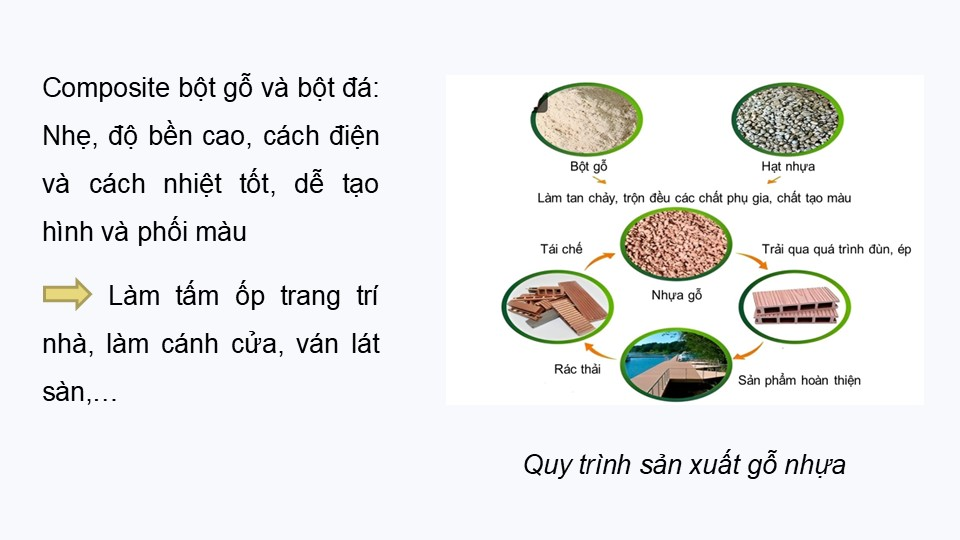 Composite bột gỗ và bột đá:
Nhẹ, độ bền cao, cách điện
và cách nhiệt tốt, dễ tạo
hình và phối màu
Làm tấm ốp trang trí
nhà, làm cánh cửa, ván lát
sàn,…
Bột gỗ
Hạt nhựa
Làm tan chảy, trộn đều các chất phụ gia, chất tạo màu
Tái chế
Trải qua quá trình đùn, ép
Nhựa gỗ
Rác thải
Sản phẩm hoàn thiện
Quy trình sản xuất gỗ nhựa